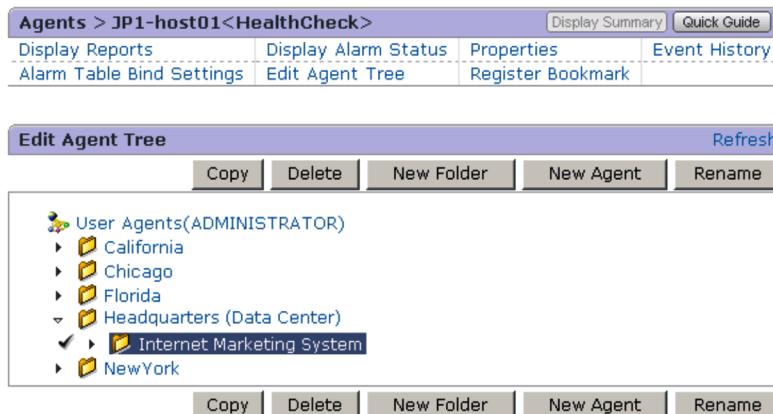 Agents > JP1-host01<HealthCheck> Display Summary Quick Guide
Display Reports Display Alarm Status Properties Event History
Alarm Table Bind Settings Edit Agent Tree Register Bookmark
Edit Agent Tree Refresh
Copy Delete New Folder New Agent Rename
User Agents(ADMINISTRATOR)
California
Chicago
Florida
Headquarters (Data Center)
Internet Marketing System
NewYork
Copy Delete New Folder New Agent Rename